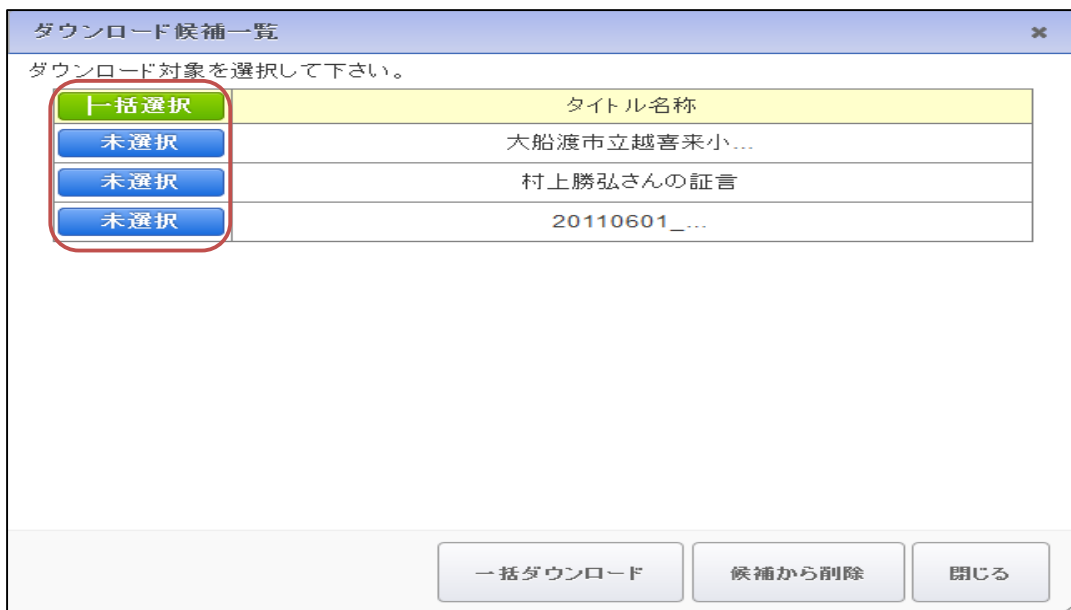 ダウンロード候補一覧
ダウンロード対象を選択して下さい。
一括選択 タイトル名称
未選択 大船渡市立越喜来小...
未選択 村上勝弘さんの証言
未選択 20110601_...
一括ダウンロード 候補から削除 閉じる